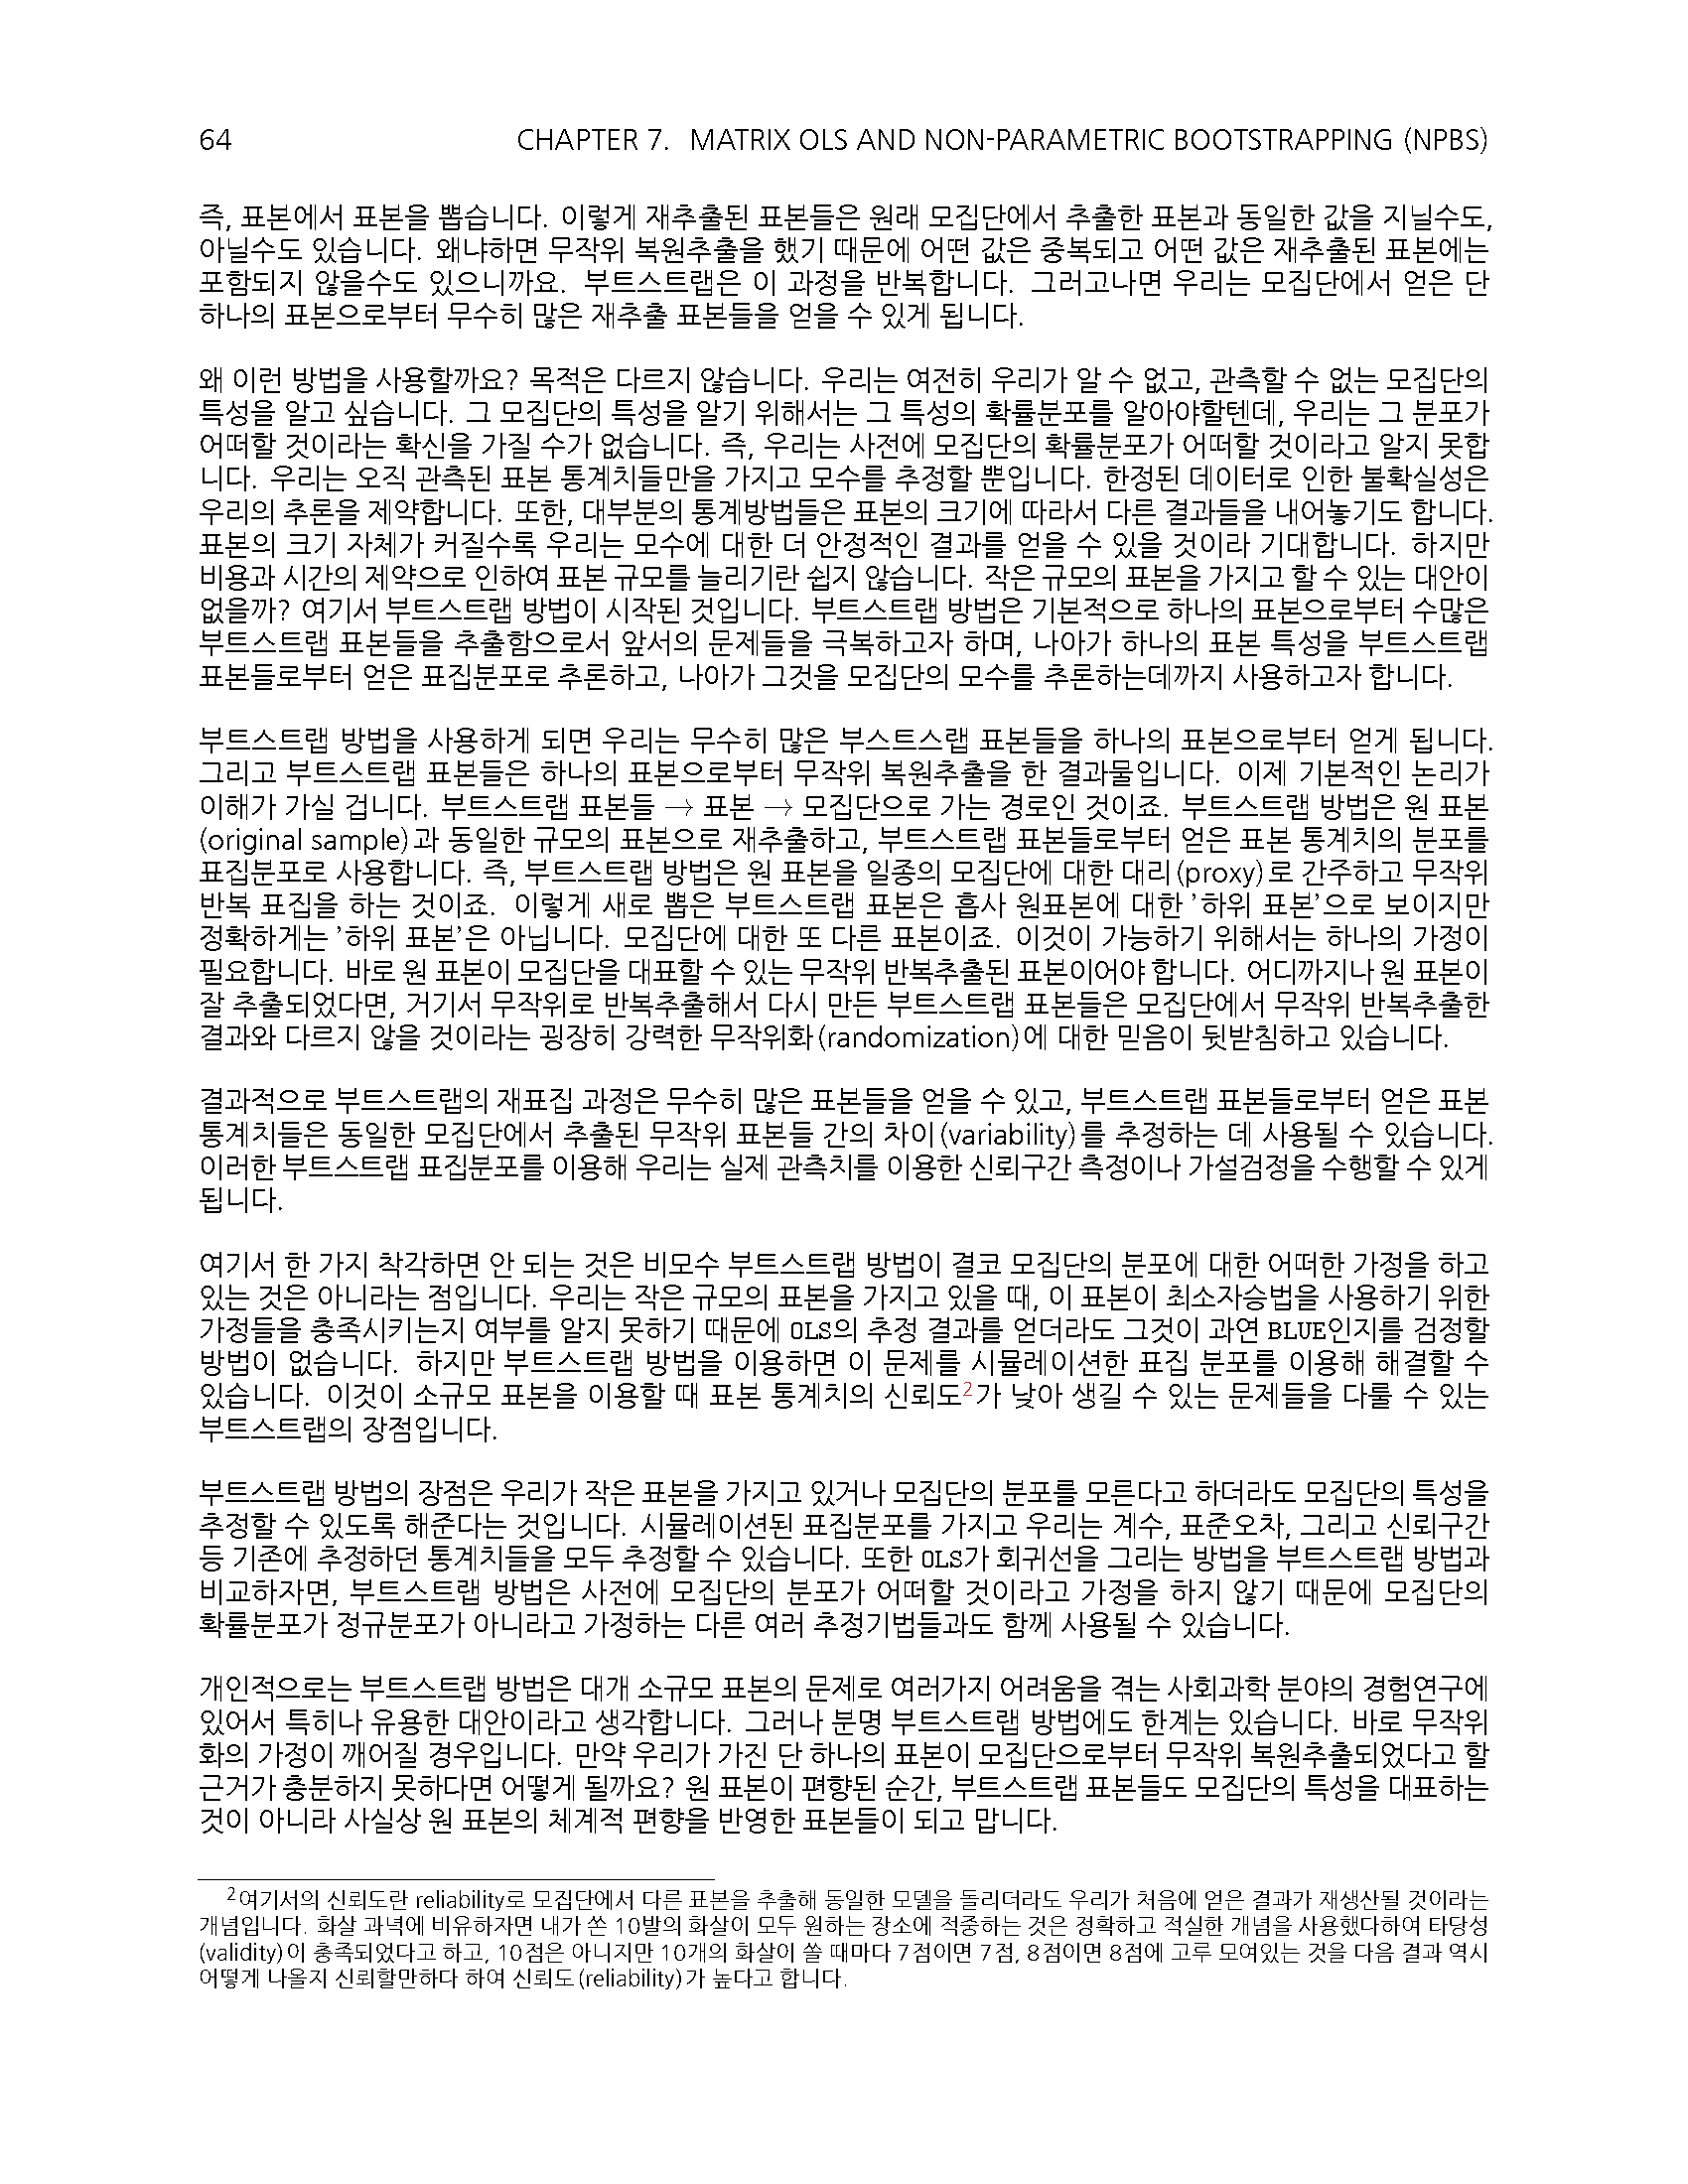 64 CHAPTER 7. MATRIX OLS AND NON-PARAMETRIC BOOTSTRAPPING (NPBS)
즉, 표본에서 표본을 뽑습니다. 이렇게 재추출된 표본들은 원래 모집단에서 추출한 표본과 동일한 값을 지닐수도,
아닐수도 있습니다. 왜냐하면 무작위 복원추출을 했기 때문에 어떤 값은 중복되고 어떤 값은 재추출된 표본에는
포함되지 않을수도 있으니까요. 부트스트랩은 이 과정을 반복합니다. 그러고나면 우리는 모집단에서 얻은 단
하나의 표본으로부터 무수히 많은 재추출 표본들을 얻을 수 있게 됩니다.
왜 이런 방법을 사용할까요? 목적은 다르지 않습니다. 우리는 여전히 우리가 알 수 없고, 관측할 수 없는 모집단의
특성을 알고 싶습니다. 그 모집단의 특성을 알기 위해서는 그 특성의 확률분포를 알아야할텐데, 우리는 그 분포가
어떠할 것이라는 확신을 가질 수가 없습니다. 즉, 우리는 사전에 모집단의 확률분포가 어떠할 것이라고 알지 못합
니다. 우리는 오직 관측된 표본 통계치들만을 가지고 모수를 추정할 뿐입니다. 한정된 데이터로 인한 불확실성은
우리의 추론을 제약합니다. 또한, 대부분의 통계방법들은 표본의 크기에 따라서 다른 결과들을 내어놓기도 합니다.
표본의 크기 자체가 커질수록 우리는 모수에 대한 더 안정적인 결과를 얻을 수 있을 것이라 기대합니다. 하지만
비용과 시간의 제약으로 인하여 표본 규모를 늘리기란 쉽지 않습니다. 작은 규모의 표본을 가지고 할 수 있는 대안이
없을까? 여기서 부트스트랩 방법이 시작된 것입니다. 부트스트랩 방법은 기본적으로 하나의 표본으로부터 수많은
부트스트랩 표본들을 추출함으로서 앞서의 문제들을 극복하고자 하며, 나아가 하나의 표본 특성을 부트스트랩
표본들로부터 얻은 표집분포로 추론하고, 나아가 그것을 모집단의 모수를 추론하는데까지 사용하고자 합니다.
부트스트랩 방법을 사용하게 되면 우리는 무수히 많은 부스트스랩 표본들을 하나의 표본으로부터 얻게 됩니다.
그리고 부트스트랩 표본들은 하나의 표본으로부터 무작위 복원추출을 한 결과물입니다. 이제 기본적인 논리가
이해가 가실 겁니다. 부트스트랩 표본들 → 표본 → 모집단으로 가는 경로인 것이죠. 부트스트랩 방법은 원 표본
(original sample)과 동일한 규모의 표본으로 재추출하고, 부트스트랩 표본들로부터 얻은 표본 통계치의 분포를
표집분포로 사용합니다. 즉, 부트스트랩 방법은 원 표본을 일종의 모집단에 대한 대리(proxy)로 간주하고 무작위
반복 표집을 하는 것이죠. 이렇게 새로 뽑은 부트스트랩 표본은 흡사 원표본에 대한 ’하위 표본’으로 보이지만
정확하게는 ’하위 표본’은 아닙니다. 모집단에 대한 또 다른 표본이죠. 이것이 가능하기 위해서는 하나의 가정이
필요합니다. 바로 원 표본이 모집단을 대표할 수 있는 무작위 반복추출된 표본이어야 합니다. 어디까지나 원 표본이
잘 추출되었다면, 거기서 무작위로 반복추출해서 다시 만든 부트스트랩 표본들은 모집단에서 무작위 반복추출한
결과와 다르지 않을 것이라는 굉장히 강력한 무작위화(randomization)에 대한 믿음이 뒷받침하고 있습니다.
결과적으로 부트스트랩의 재표집 과정은 무수히 많은 표본들을 얻을 수 있고, 부트스트랩 표본들로부터 얻은 표본
통계치들은 동일한 모집단에서 추출된 무작위 표본들 간의 차이(variability)를 추정하는 데 사용될 수 있습니다.
이러한 부트스트랩 표집분포를 이용해 우리는 실제 관측치를 이용한 신뢰구간 측정이나 가설검정을 수행할 수 있게
됩니다.
여기서 한 가지 착각하면 안 되는 것은 비모수 부트스트랩 방법이 결코 모집단의 분포에 대한 어떠한 가정을 하고
있는 것은 아니라는 점입니다. 우리는 작은 규모의 표본을 가지고 있을 때, 이 표본이 최소자승법을 사용하기 위한
가정들을 충족시키는지 여부를 알지 못하기 때문에 OLS의 추정 결과를 얻더라도 그것이 과연 BLUE인지를 검정할
방법이 없습니다. 하지만 부트스트랩 방법을 이용하면 이 문제를 시뮬레이션한 표집 분포를 이용해 해결할 수
있습니다. 이것이 소규모 표본을 이용할 때 표본 통계치의 신뢰도2가 낮아 생길 수 있는 문제들을 다룰 수 있는
부트스트랩의 장점입니다.
부트스트랩 방법의 장점은 우리가 작은 표본을 가지고 있거나 모집단의 분포를 모른다고 하더라도 모집단의 특성을
추정할 수 있도록 해준다는 것입니다. 시뮬레이션된 표집분포를 가지고 우리는 계수, 표준오차, 그리고 신뢰구간
등 기존에 추정하던 통계치들을 모두 추정할 수 있습니다. 또한 OLS가 회귀선을 그리는 방법을 부트스트랩 방법과
비교하자면, 부트스트랩 방법은 사전에 모집단의 분포가 어떠할 것이라고 가정을 하지 않기 때문에 모집단의
확률분포가 정규분포가 아니라고 가정하는 다른 여러 추정기법들과도 함께 사용될 수 있습니다.
개인적으로는 부트스트랩 방법은 대개 소규모 표본의 문제로 여러가지 어려움을 겪는 사회과학 분야의 경험연구에
있어서 특히나 유용한 대안이라고 생각합니다. 그러나 분명 부트스트랩 방법에도 한계는 있습니다. 바로 무작위
화의 가정이 깨어질 경우입니다. 만약 우리가 가진 단 하나의 표본이 모집단으로부터 무작위 복원추출되었다고 할
근거가 충분하지 못하다면 어떻게 될까요? 원 표본이 편향된 순간, 부트스트랩 표본들도 모집단의 특성을 대표하는
것이 아니라 사실상 원 표본의 체계적 편향을 반영한 표본들이 되고 맙니다.
2여기서의 신뢰도란 reliability로 모집단에서 다른 표본을 추출해 동일한 모델을 돌리더라도 우리가 처음에 얻은 결과가 재생산될 것이라는
개념입니다. 화살 과녁에 비유하자면 내가 쏜 10발의 화살이 모두 원하는 장소에 적중하는 것은 정확하고 적실한 개념을 사용했다하여 타당성
(validity)이 충족되었다고 하고, 10점은 아니지만 10개의 화살이 쏠 때마다 7점이면 7점, 8점이면 8점에 고루 모여있는 것을 다음 결과 역시
어떻게 나올지 신뢰할만하다 하여 신뢰도(reliability)가 높다고 합니다.